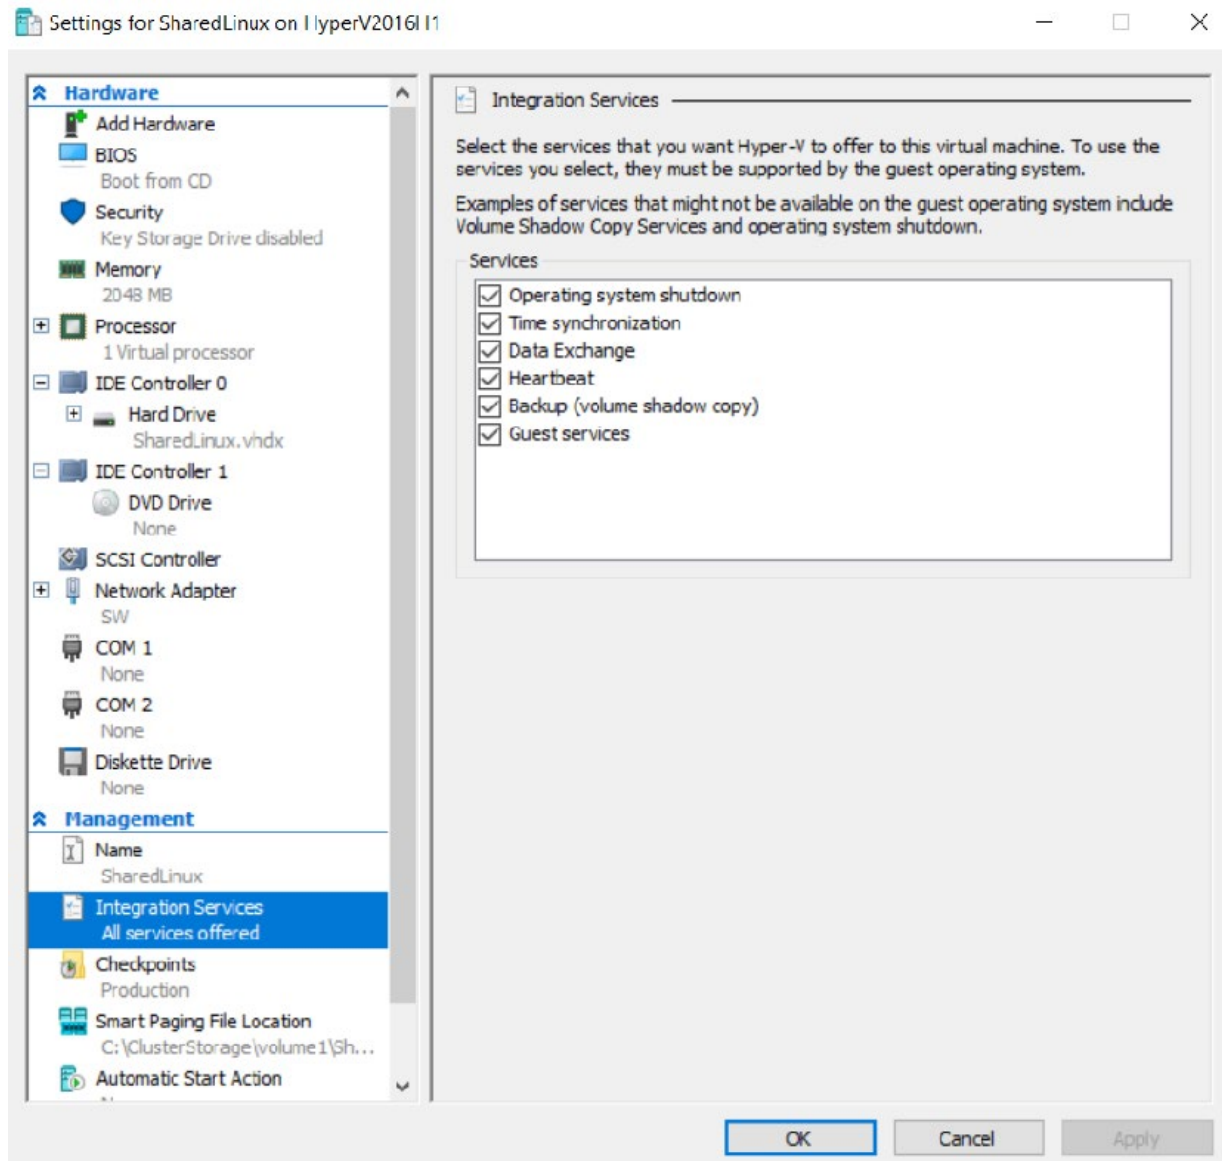 Settings for SharedLinux on HyperV2016H1
Hardware
Add Hardware
BIOS
Boot from CD
Security
Key Storage Drive disabled
Memory
2048 MB
Processor
1 Virtual processor
IDE Controller 0
Hard Drive
SharedLinux.vhdx
IDE Controller 1
DVD Drive
None
SCSI Controller
Network Adapter
SW
COM 1
None
COM 2
None
Diskette Drive
None
Management
Name
SharedLinux
Integration Services
All services offered
Checkpoints
Production
Smart Paging File Location
C:\ClusterStorage\volume1\Sh...
Automatic Start Action
Integration Services
Select the services that you want Hyper-V to offer to this virtual machine. To use the
services you select, they must be supported by the guest operating system.
Examples of services that might not be available on the guest operating system include
Volume Shadow Copy Services and operating system shutdown.
Services
Operating system shutdown
Time synchronization
Data Exchange
Heartbeat
Backup (volume shadow copy)
Guest services
OK
Cancel
Apply